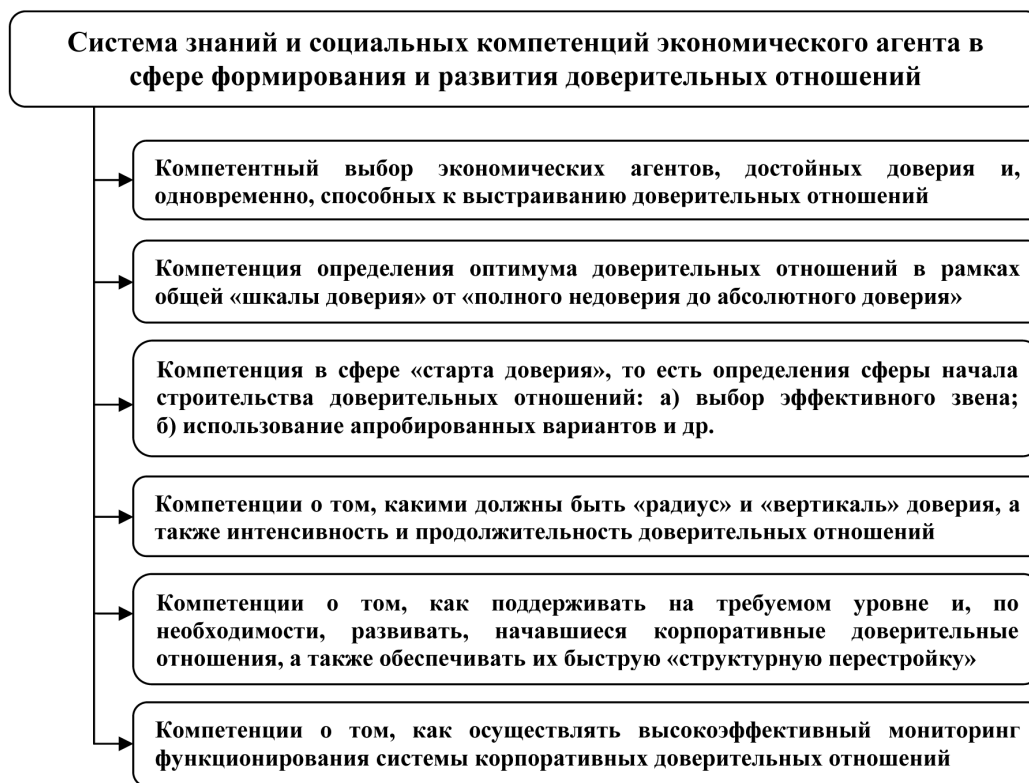 Система знаний и социальных компетенций экономического агента в
сфере формирования и развития доверительных отношений
Компетентный выбор экономических агентов, достойных доверия и,
одновременно, способных к выстраиванию доверительных отношений
Компетенция определения оптимума доверительных отношений в рамках
общей «шкалы доверия» от «полного недоверия до абсолютного доверия»
Компетенция в сфере «старта доверия», то есть определения сферы начала
строительства доверительных отношений: а) выбор эффективного звена;
б) использование апробированных вариантов и др.
Компетенции о том, какими должны быть «радиус» и «вертикаль» доверия, а
также интенсивность и продолжительность доверительных отношений
Компетенции о том, как поддерживать на требуемом уровне и, по
необходимости, развивать, начавшиеся корпоративные доверительные
отношения, а также обеспечивать их быструю «структурную перестройку»
Компетенции о том, как осуществлять высокоэффективный мониторинг
функционирования системы корпоративных доверительных отношений